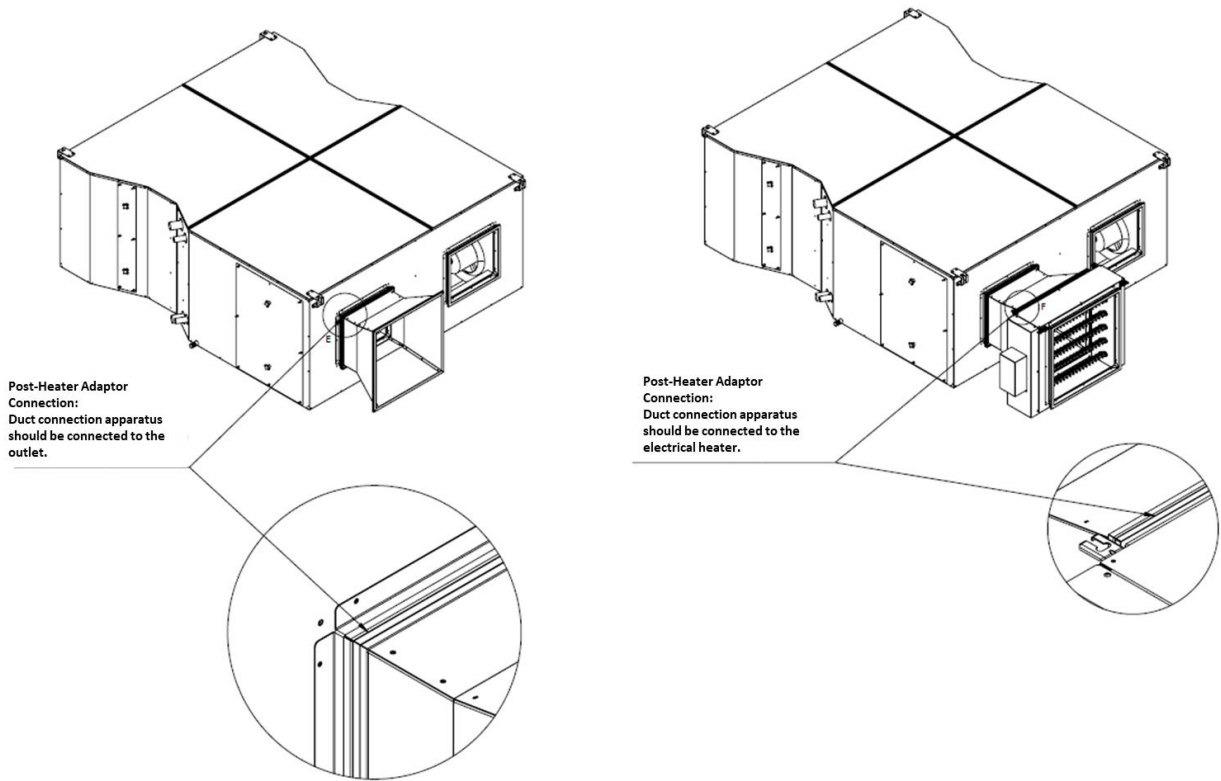 E
Post-Heater Adaptor
Connection:
Duct connection apparatus
should be connected to the
outlet.
F
Post-Heater Adaptor
Connection:
Duct connection apparatus
should be connected to the
electrical heater.